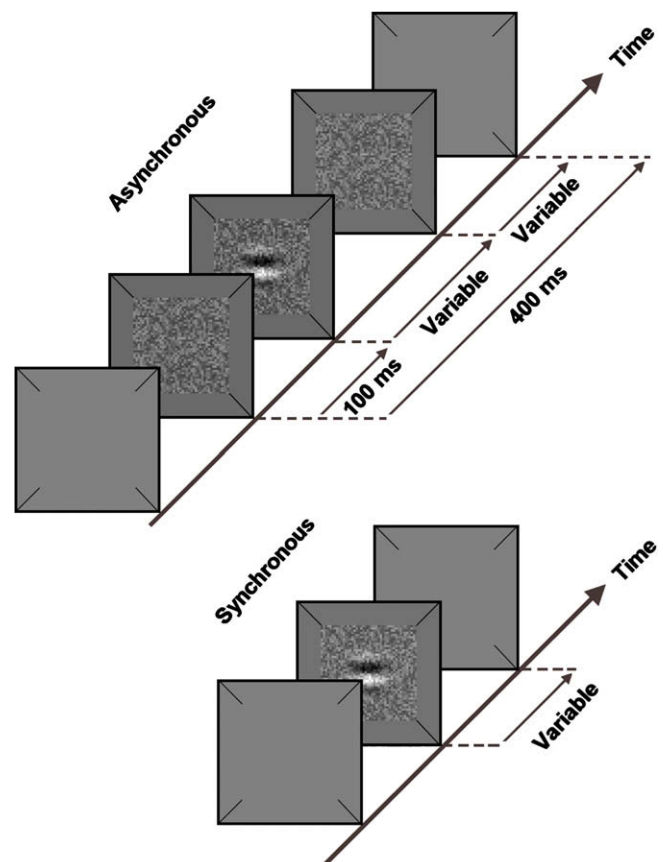 Time
Asynchronous
Variable
Variable
400 ms
100 ms
Synchronous
Time
Variable